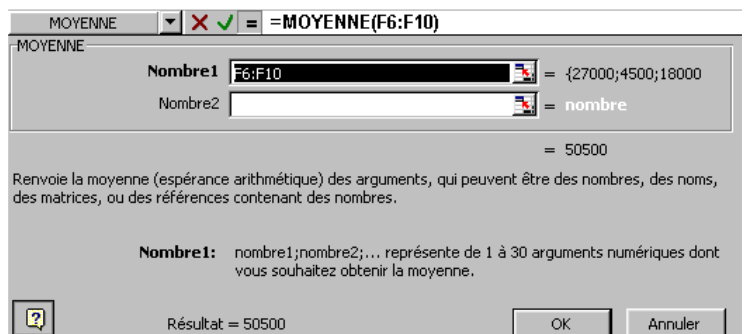 MOYENNE = =MOYENNE(F6:F10)
MOYENNE
Nombre1 F6:F10 = {27000;4500;18000
Nombre2 = nombre
= 50500
Renvoie la moyenne (espérance arithmétique) des arguments, qui peuvent être des nombres, des noms,
des matrices, ou des références contenant des nombres.
Nombre1: nombre1;nombre2;... représente de 1 à 30 arguments numériques dont
vous souhaitez obtenir la moyenne.
? Résultat = 50500 OK Annuler